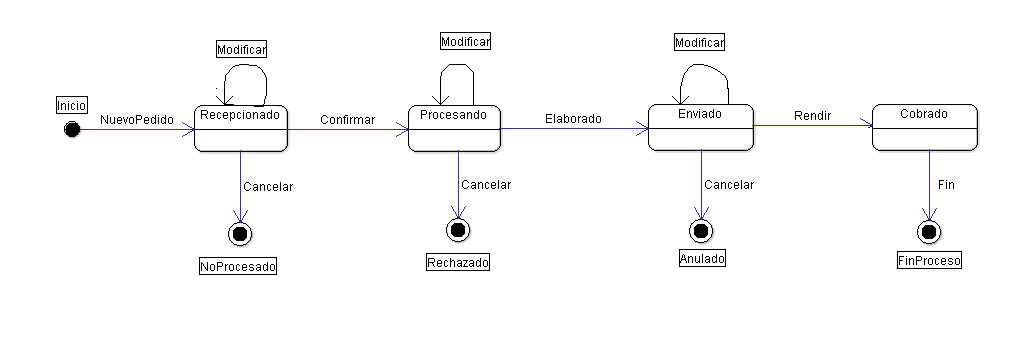 Modificar
Modificar
Modificar
Inicio
NuevoPedido
Recepcionado
Confirmar
Procesando
Elaborado
Enviado
Rendir
Cobrado
Cancelar
Cancelar
Cancelar
Fin
NoProcesado
Rechazado
Anulado
FinProceso